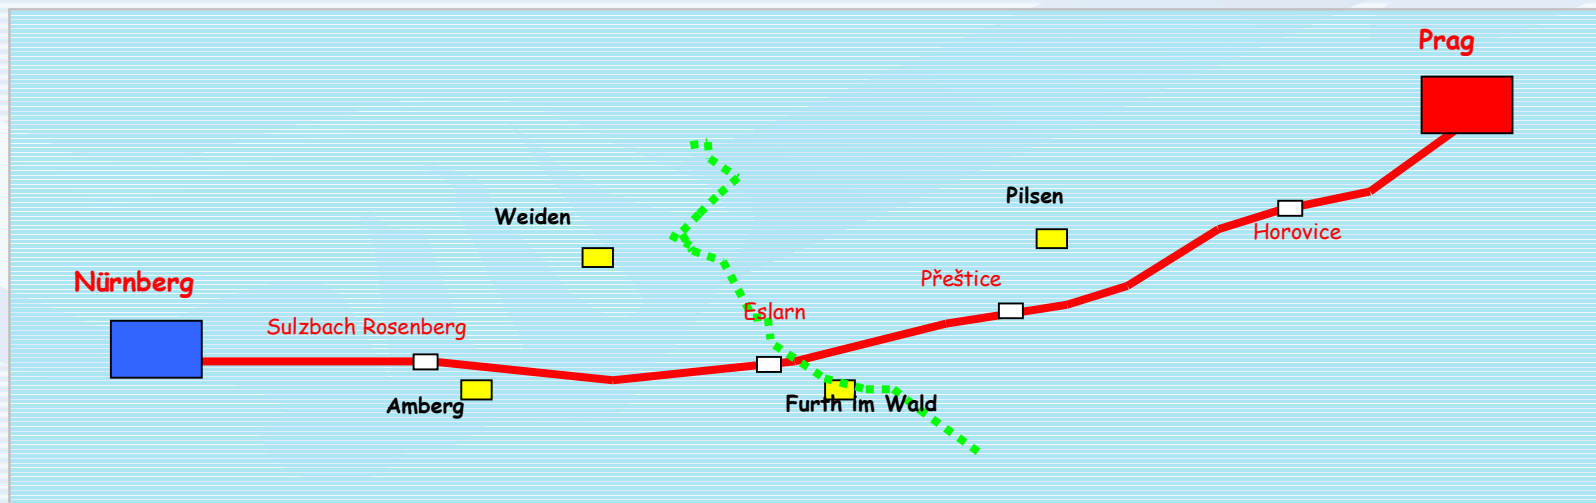 Prag
Pilsen
Weiden
Horovice
Přeštice
Nürnberg
Eslarn
Sulzbach Rosenberg
Furth im Wald
Amberg